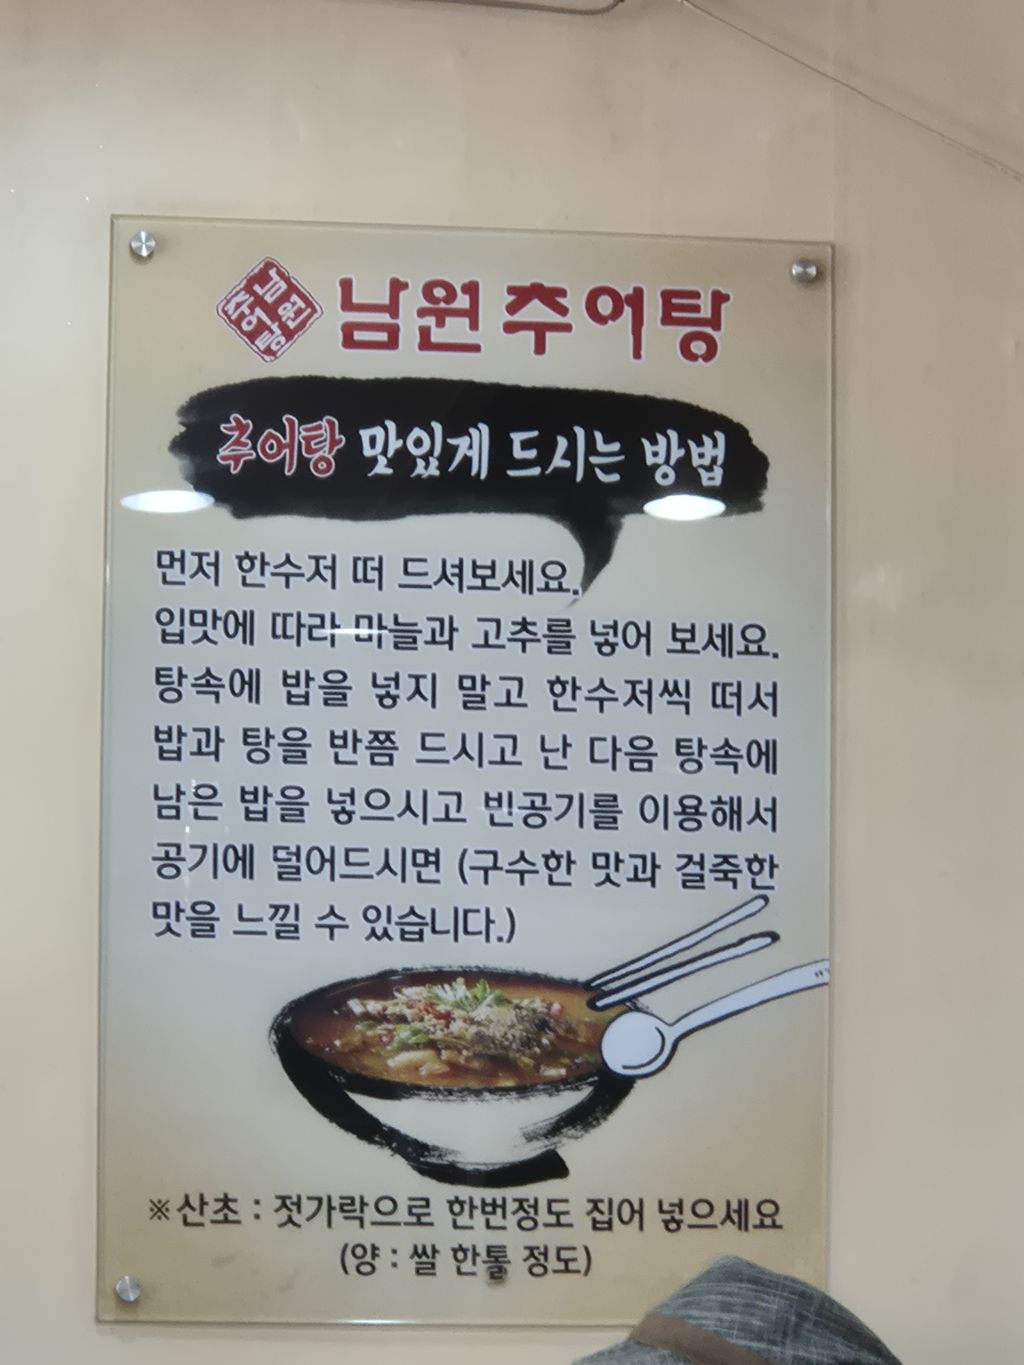 남원 추어탕
남원 추어탕
추어탕 맛있게 드시는 방법
먼저 한수저 떠 드셔보세요.
입맛에 따라 마늘과 고추를 넣어 보세요.
탕속에 밥을 넣지 말고 한수저씩 떠서
밥과 탕을 반쯤 드시고 난 다음 탕속에
남은 밥을 넣으시고 빈공기를 이용해서
공기에 덜어드시면 (구수한 맛과 걸죽한
맛을 느낄 수 있습니다.)
※산초 : 젓가락으로 한번정도 집어 넣으세요
(양 : 쌀 한톨 정도)